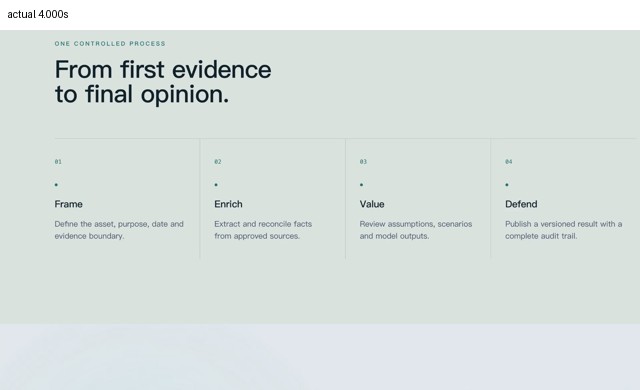 actual 4.000s
ONE CONTROLLED PROCESS
From first evidence
to final opinion.
01
02
03
04
Frame
Enrich
Value
Defend
Define the asset, purpose, date and
evidence boundary.
Extract and reconcile facts
from approved sources.
Review assumptions, scenarios
and model outputs.
Publish a versioned result with a
complete audit trail.